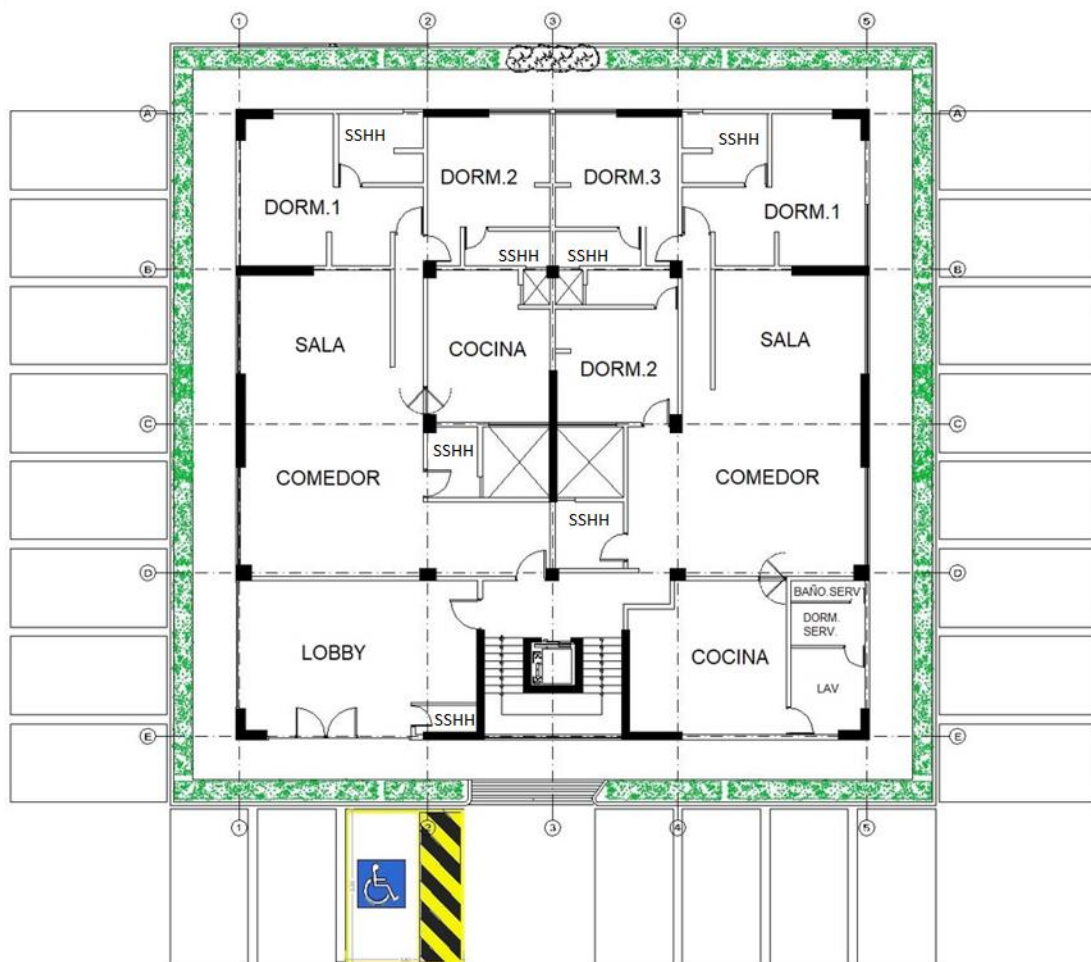 1 2 3 4 5
A A
SSHH SSHH
DORM.2 DORM.3
DORM.1 DORM.1
SSHH SSHH
B B
SALA COCINA SALA
DORM.2
C C
SSHH
COMEDOR COMEDOR
SSHH
D D
BAÑO.SERV
DORM.
SERV.
LOBBY COCINA
LAV
SSHH
E E
1 2 3 4 5